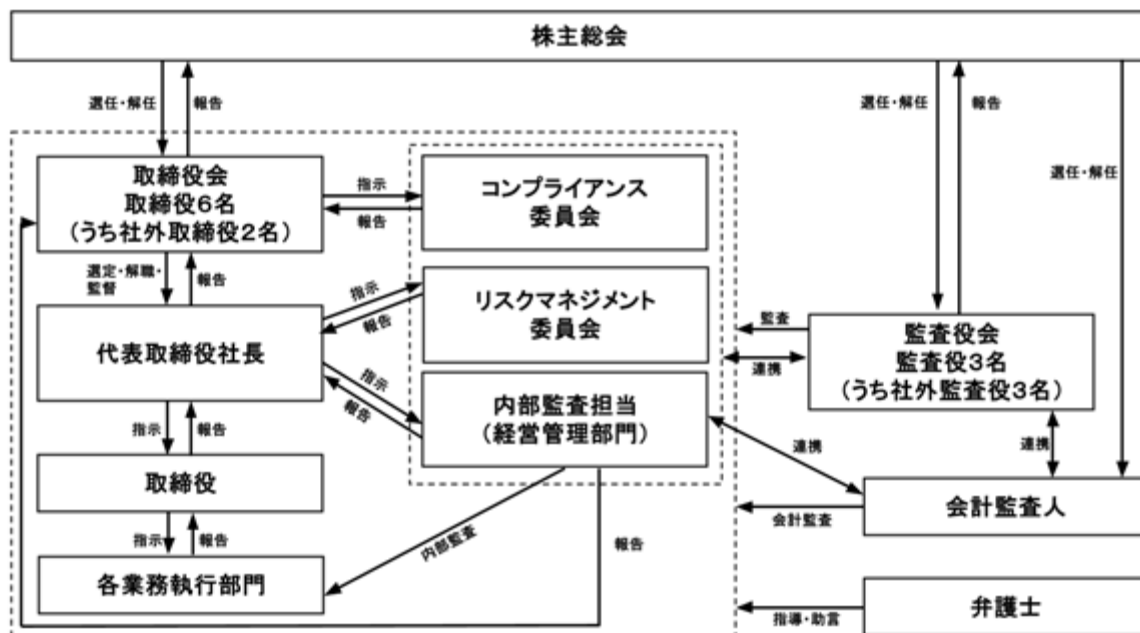 株主総会
選任・解任
報告
選任・解任
報告
選任・解任
取締役会
取締役6名
(うち社外取締役2名)
指示
報告
コンプライアンス
委員会
選定・解職・
監督
報告
指示
報告
リスクマネジメント
委員会
代表取締役社長
監査
連携
監査役会
監査役3名
(うち社外監査役3名)
指示
報告
内部監査担当
(経営管理部門)
指示
報告
連携
連携
取締役
会計監査人
会計監査
指示
報告
内部監査
報告
各業務執行部門
弁護士
指導・助言